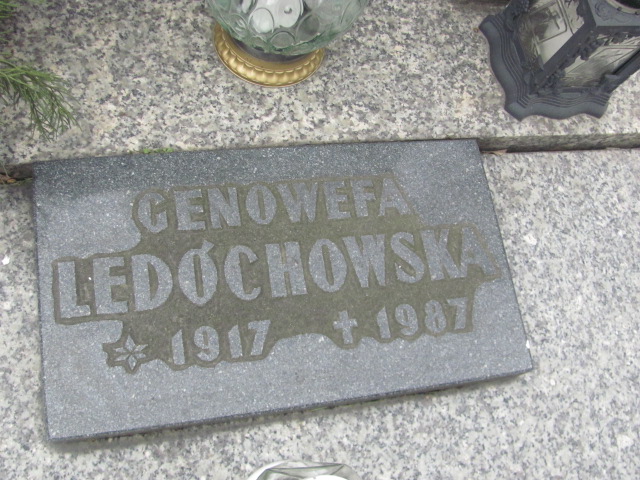 GENOWEFA
LEDÓCHOWSKA
* 1917 † 1987